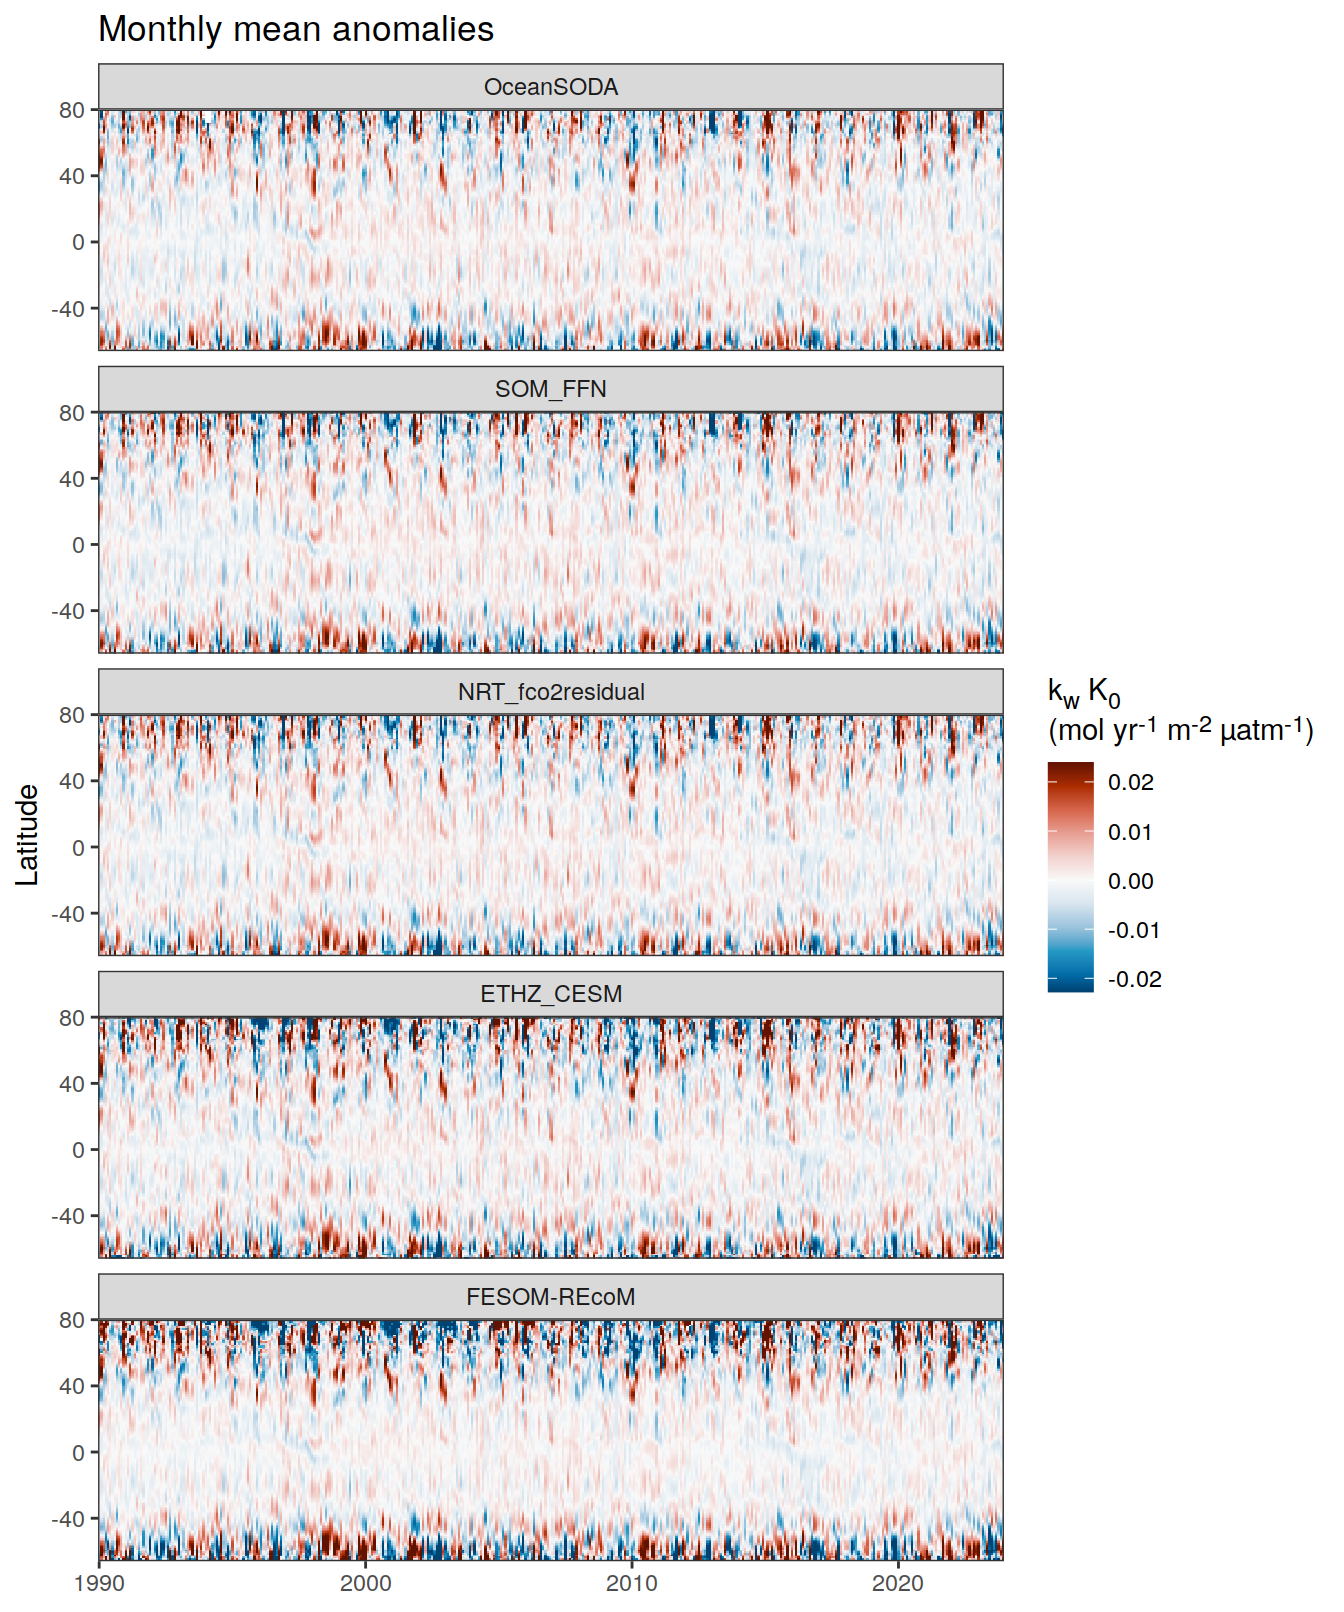 Monthly mean anomalies
OceanSODA
80
40
0
-40
SOM_FFN
80
40
0
-40
NRT_fco2residual
80
40
0
-40
ETHZ_CESM
80
40
0
-40
FESOM-REcoM
80
40
0
-40
1990 2000 2010 2020
Latitude
kw K0
(mol yr-1 m-2 µatm-1)
0.02
0.01
0.00
-0.01
-0.02